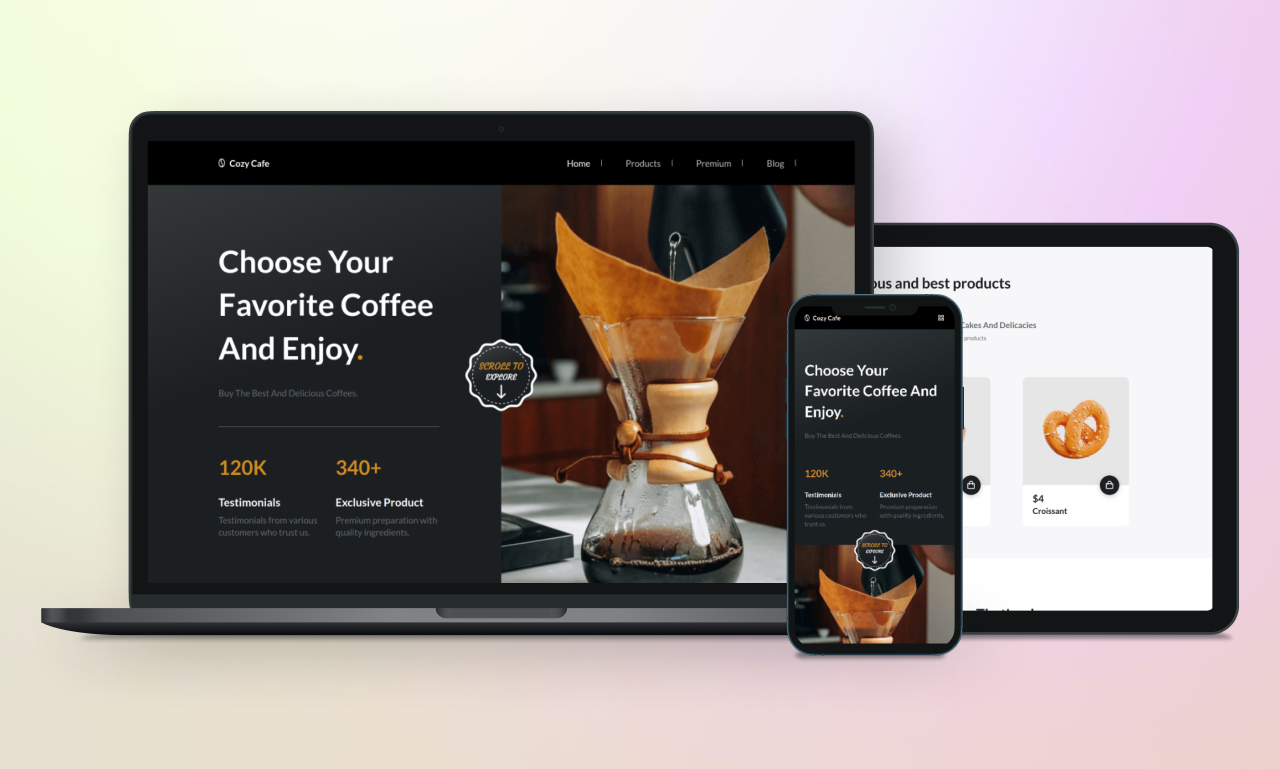 Cozy Cafe
Home
Products
Premium
Blog
Choose Your
Favorite Coffee
And Enjoy.
Buy The Best And Delicious Coffees.
SCROLL TO
EXPLORE
120K
340+
Testimonials
Exclusive Product
Testimonials from various
customers who trust us.
Premium preparation with
quality ingredients.
Cozy Cafe
Choose Your
Favorite Coffee And
Enjoy.
Buy The Best And Delicious Coffees.
120K
340+
Testimonials
Exclusive Product
Testimonials from
various customers who
trust us.
Premium preparation
with quality ingredients.
SCROLL TO
EXPLORE
and best products
Cakes And Delicacies
products
$4
Croissant